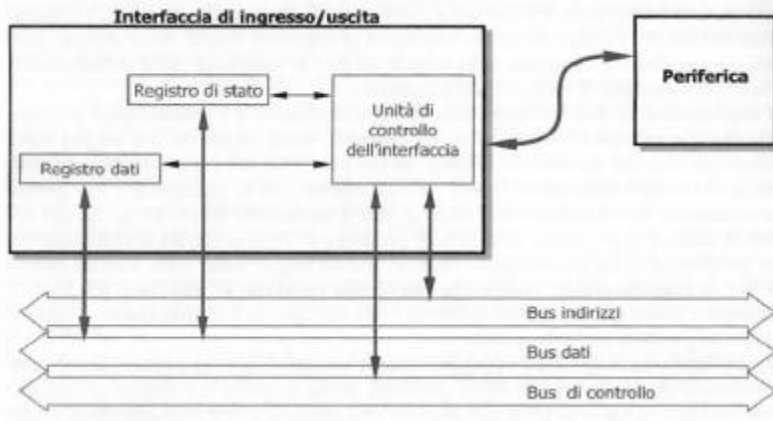 Interfaccia di ingresso/uscita
Registro di stato
Unità di
controllo
dell'interfaccia
Periferica
Registro dati
Bus indirizzi
Bus dati
Bus di controllo